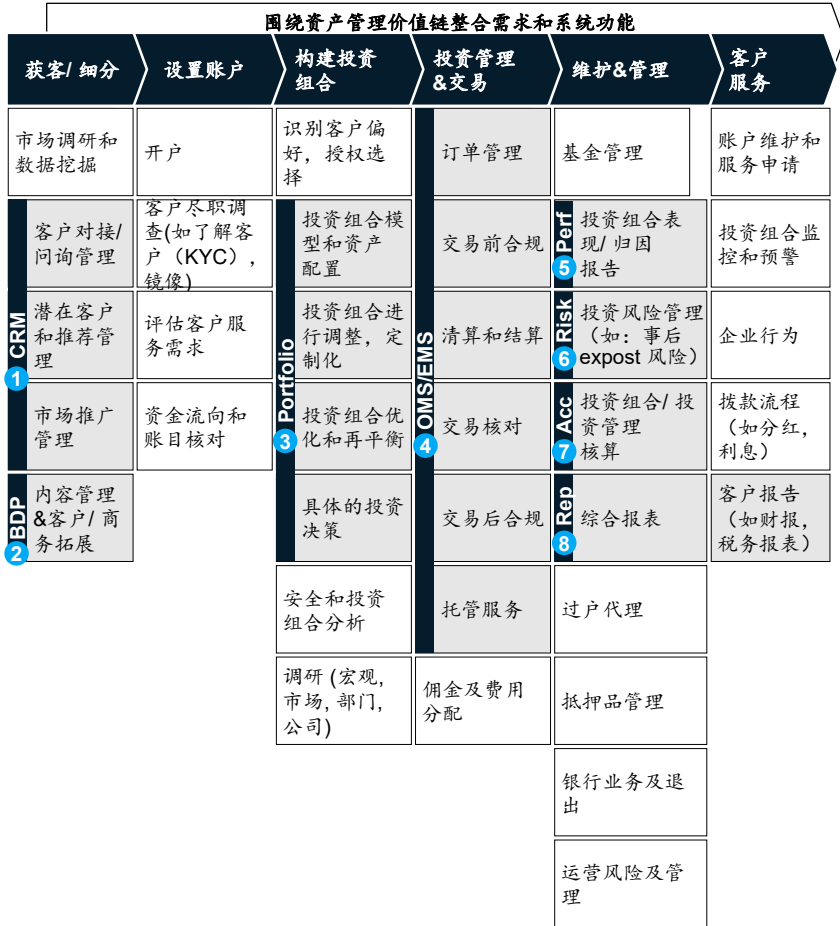 围绕资产管理价值链整合需求和系统功能
获客/ 细分
设置账户
构建投资
组合
投资管理
&交易
维护&管理
客户
服务
市场调研和
数据挖掘
CRM
1
客户对接/
问询管理
潜在客户
和推荐管
理
市场推广
管理
BDP
2
内容管理
&客户/ 商
务拓展
开户
客户尽职调
查(如了解客
户（KYC）,
镜像)
评估客户服
务需求
资金流向和
账目核对
识别客户偏
好，授权选
择
Portfolio
3
投资组合模
型和资产
配置
投资组合进
行调整，定
制化
投资组合优
化和再平衡
具体的投资
决策
安全和投资
组合分析
调研 (宏观,
市场, 部门,
公司)
OMS/EMS
4
订单管理
交易前合规
清算和结算
交易核对
交易后合规
托管服务
佣金及费用
分配
基金管理
Perf
5
投资组合表
现/ 归因
报告
Risk
6
投资风险管理
（如：事后
expost 风险）
Acc
7
投资组合/ 投
资管理
核算
Rep
8
综合报表
过户代理
抵押品管理
银行业务及退
出
运营风险及管
理
账户维护和
服务申请
投资组合监
控和预警
企业行为
拨款流程
（如分红,
利息）
客户报告
（如财报,
税务报表）